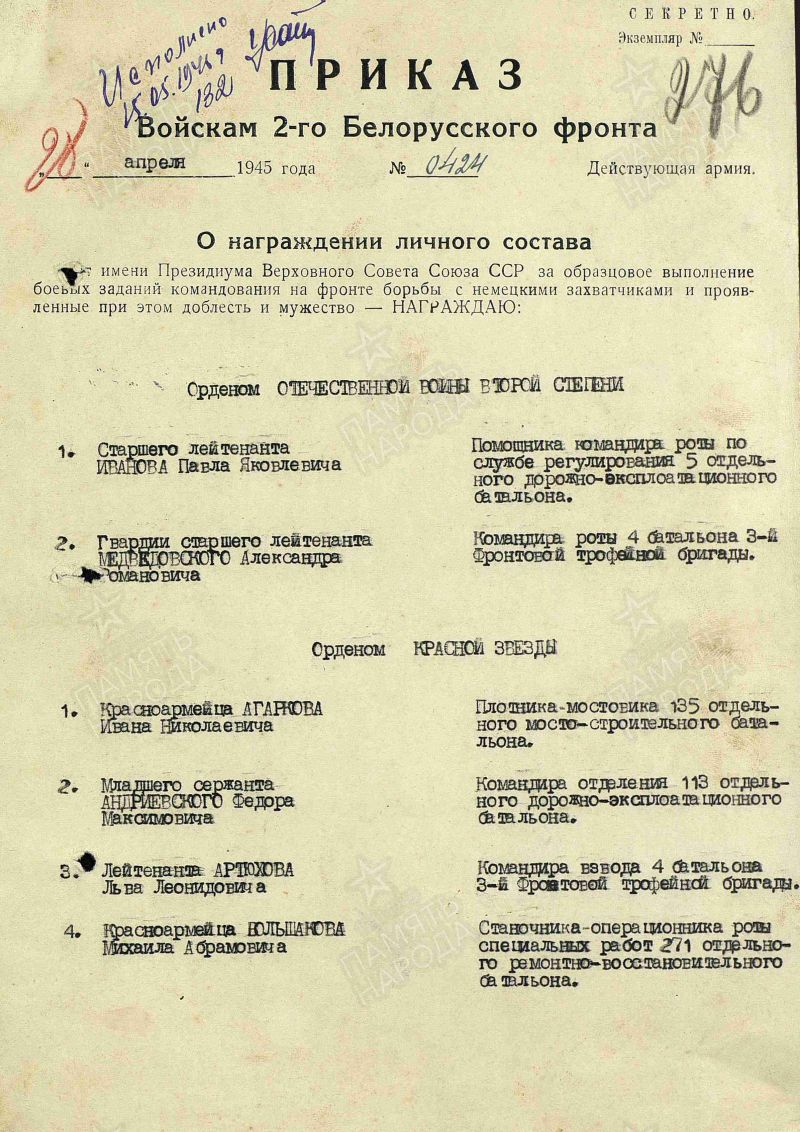 СЕКРЕТНО.
Экземпляр №
Исполнено
15.05.1945г
132
276
ПРИКАЗ
Войскам 2-го Белорусского фронта
„28“ апреля 1945 года № 0424 Действующая армия.
О награждении личного состава
имени Президиума Верховного Совета Союза ССР за образцовое выполнение
боевых заданий командования на фронте борьбы с немецкими захватчиками и прояв-
ленные при этом доблесть и мужество — НАГРАЖДАЮ:
Орденом ОТЕЧЕСТВЕННОЙ ВОЙНЫ ВТОРОЙ СТЕПЕНИ
1. Старшего лейтенанта Помощника командира роты по
ИВАНОВА Павла Яковлевича службе регулирования 5 отдель-
ного дорожно-эксплоатационного
батальона.
2. Гвардии старшего лейтенанта Командира роты 4 батальона 3-й
МЕДВЕДОВСКОГО Александра Фронтовой трофейной бригады.
Романовича
Орденом КРАСНОЙ ЗВЕЗДЫ
1. Красноармейца АГАРКОВА Плотника-мостовика 135 отдель-
Ивана Николаевича ного мосто-строительного бата-
льона.
2. Младшего сержанта Командира отделения 113 отдель-
АНДРИЕВСКОГО Федора ного дорожно-эксплоатационного
Максимовича батальона.
3. Лейтенанта АРТЮХОВА Командира взвода 4 батальона
Льва Леонидовича 3-й Фронтовой трофейной бригады.
4. Красноармейца БОЛЬШАКОВА Станочника-операционника роты
Михаила Абрамовича специальных работ 271 отдельно-
го ремонтно-восстановительного
батальона.
ПАМЯТЬ
НАРОДА